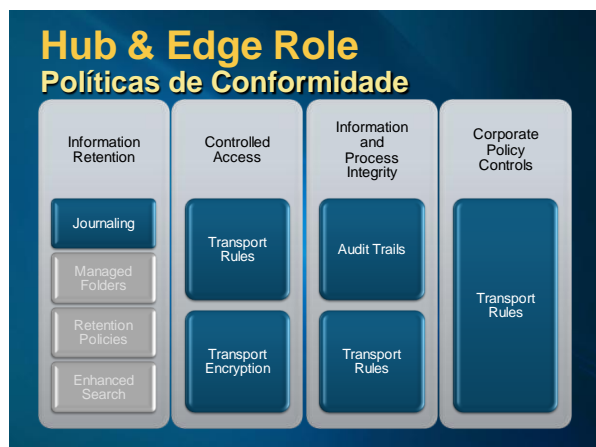 Hub & Edge Role
Políticas de Conformidade
Information
Retention
Journaling
Managed
Folders
Retention
Policies
Enhanced
Search
Controlled
Access
Transport
Rules
Transport
Encryption
Information
and
Process
Integrity
Audit Trails
Transport
Rules
Corporate
Policy
Controls
Transport
Rules